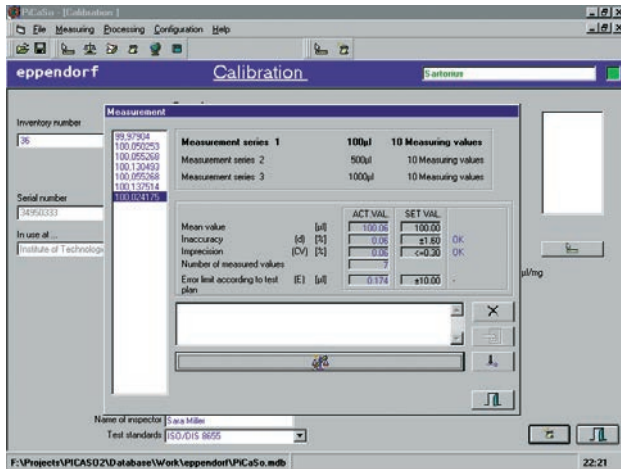 PiCaSo - [Calibration ]
File Measuring Processing Configuration Help
eppendorf Calibration Sartorius
Measurement
Inventory number
36
Serial number
34950333
In use at ...
Institute of Technolog
99,97904
100,050253
100,055268
100,130493
100,055268
100,137514
100,024175
Measurement series 1 100µl 10 Measuring values
Measurement series 2 500µl 10 Measuring values
Measurement series 3 1000µl 10 Measuring values
ACT.VAL. SET VAL.
Mean value [µl] 100.06 100.00
Inaccuracy (d) [%] 0.06 ±1.60 OK
Imprecision (CV) [%] 0.06 <=0.30 OK
Number of measured values 7
Error limit according to test plan (E) [µl] 0.174 ±10.00 -
µl/mg
Name of inspector Sara Miller
Test standards ISO/DIS 8655
F:\Projects\PICASO2\Database\Work\eppendorf\PiCaSo.mdb 22:21